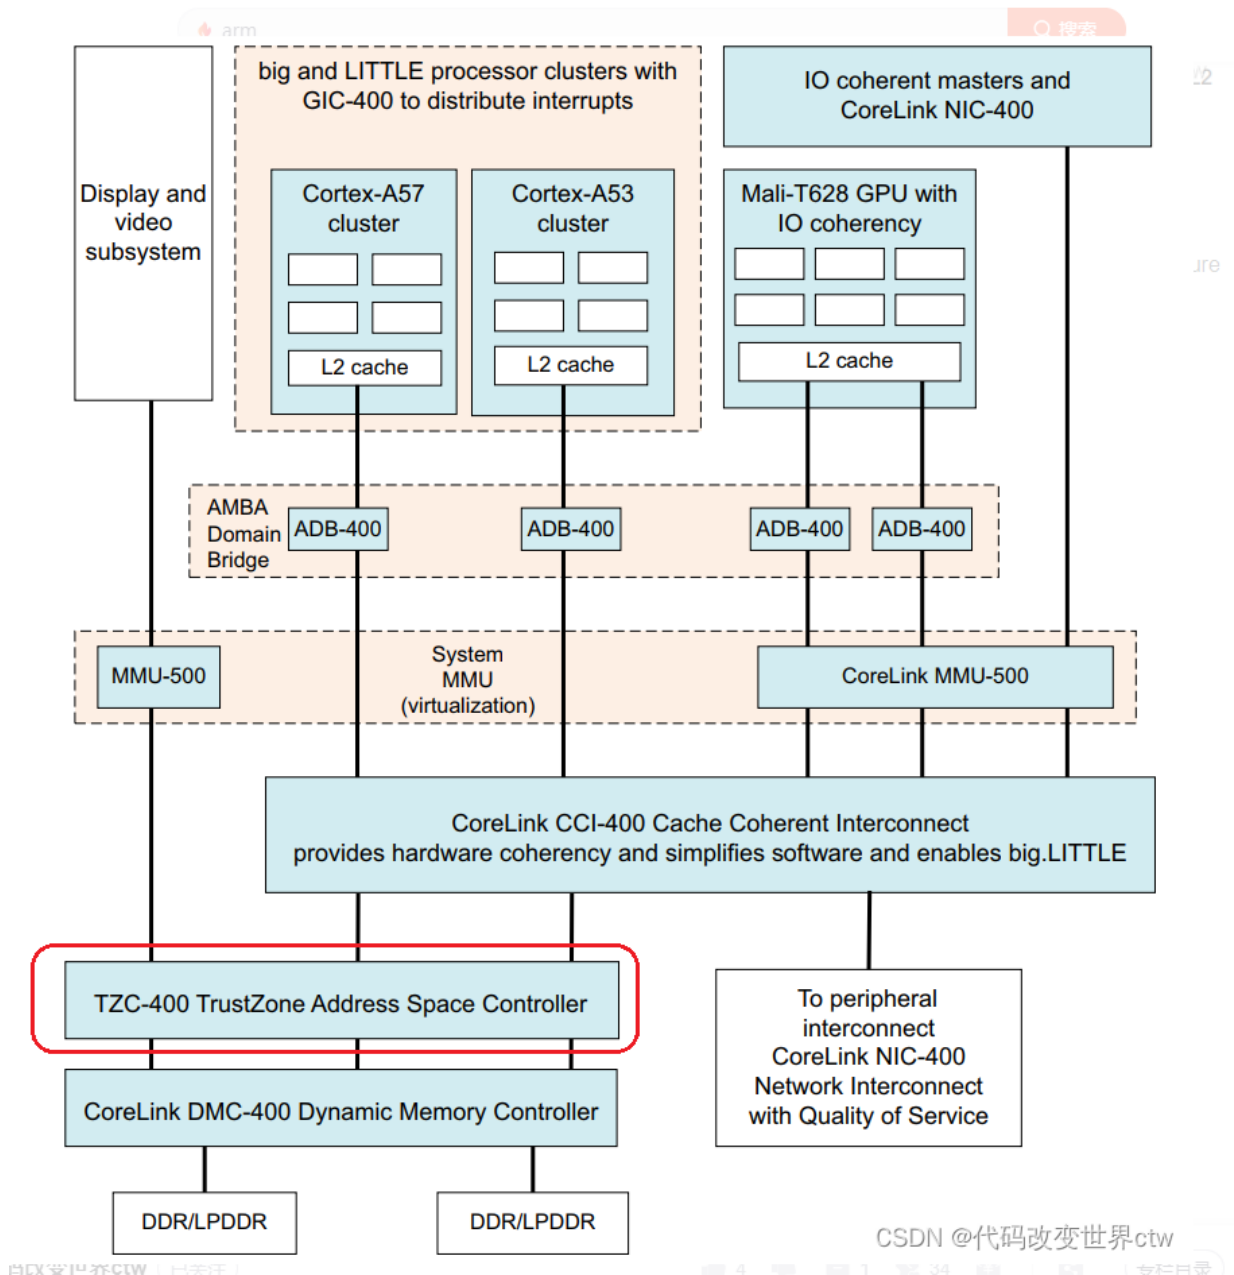 arm
搜索
big and LITTLE processor clusters with
GIC-400 to distribute interrupts
IO coherent masters and
CoreLink NIC-400
Display and
video
subsystem
Cortex-A57
cluster
L2 cache
Cortex-A53
cluster
L2 cache
Mali-T628 GPU with
IO coherency
L2 cache
AMBA
Domain
Bridge
ADB-400
ADB-400
ADB-400
ADB-400
MMU-500
System
MMU
(virtualization)
CoreLink MMU-500
CoreLink CCI-400 Cache Coherent Interconnect
provides hardware coherency and simplifies software and enables big.LITTLE
TZC-400 TrustZone Address Space Controller
CoreLink DMC-400 Dynamic Memory Controller
DDR/LPDDR
DDR/LPDDR
To peripheral
interconnect
CoreLink NIC-400
Network Interconnect
with Quality of Service
CSDN @代码改变世界ctw